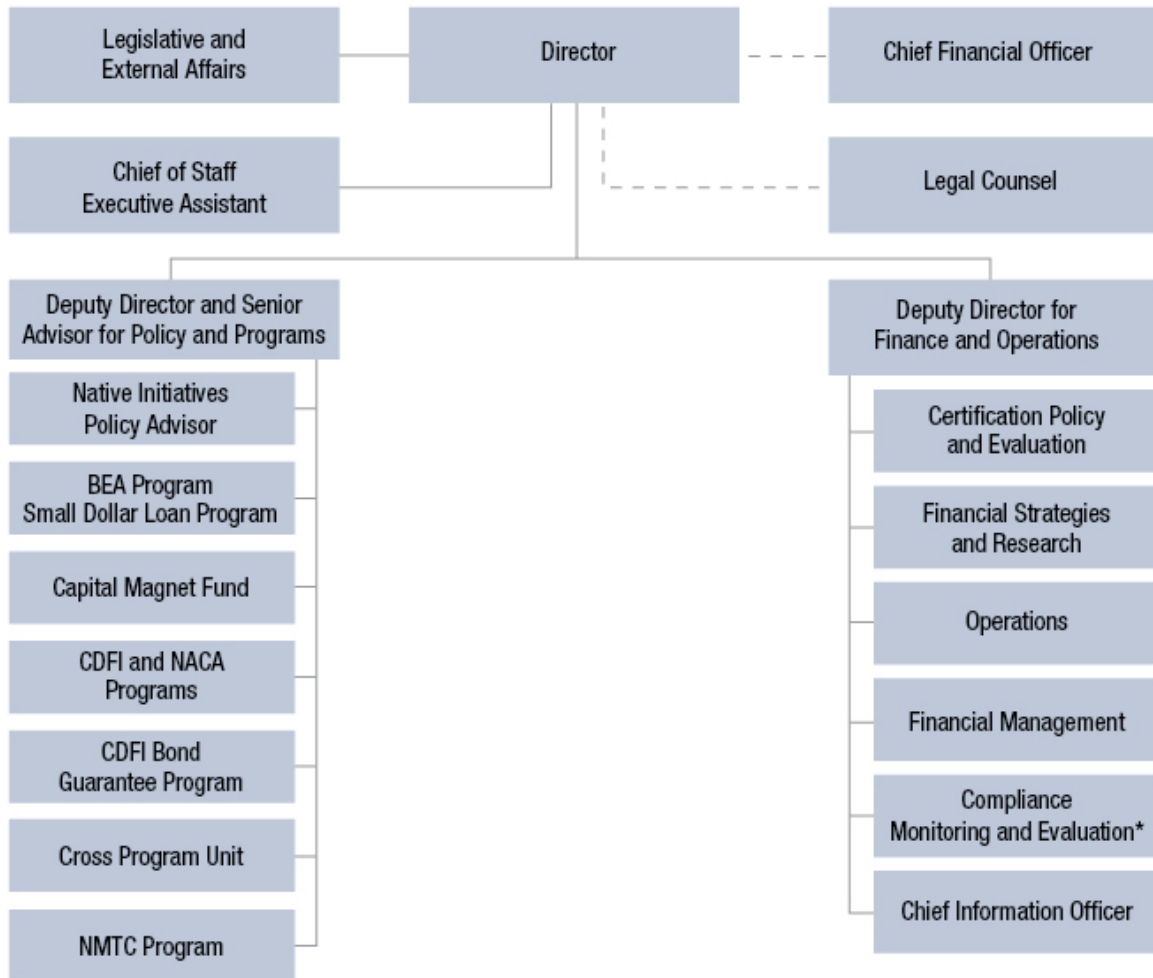 Legislative and
External Affairs
Director
Chief Financial Officer
Chief of Staff
Executive Assistant
Legal Counsel
Deputy Director and Senior
Advisor for Policy and Programs
Native Initiatives
Policy Advisor
BEA Program
Small Dollar Loan Program
Capital Magnet Fund
CDFI and NACA
Programs
CDFI Bond
Guarantee Program
Cross Program Unit
NMTC Program
Deputy Director for
Finance and Operations
Certification Policy
and Evaluation
Financial Strategies
and Research
Operations
Financial Management
Compliance
Monitoring and Evaluation*
Chief Information Officer